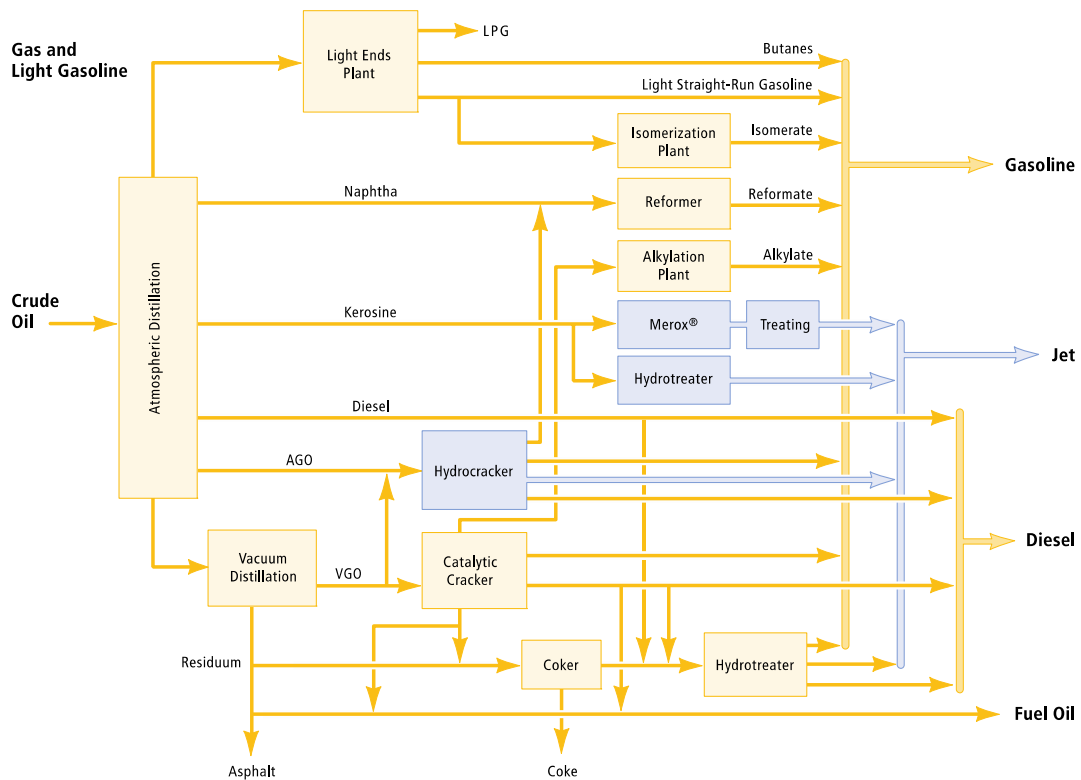 Gas and
Light Gasoline
Light Ends
Plant
LPG
Butanes
Light Straight-Run Gasoline
Isomerization
Plant
Isomerate
Gasoline
Naphtha
Reformer
Reformate
Alkylation
Plant
Alkylate
Crude
Oil
Atmospheric Distillation
Kerosine
Merox®
Treating
Jet
Hydrotreater
Diesel
AGO
Hydrocracker
Vacuum
Distillation
VGO
Catalytic
Cracker
Diesel
Residuum
Coker
Hydrotreater
Fuel Oil
Asphalt
Coke